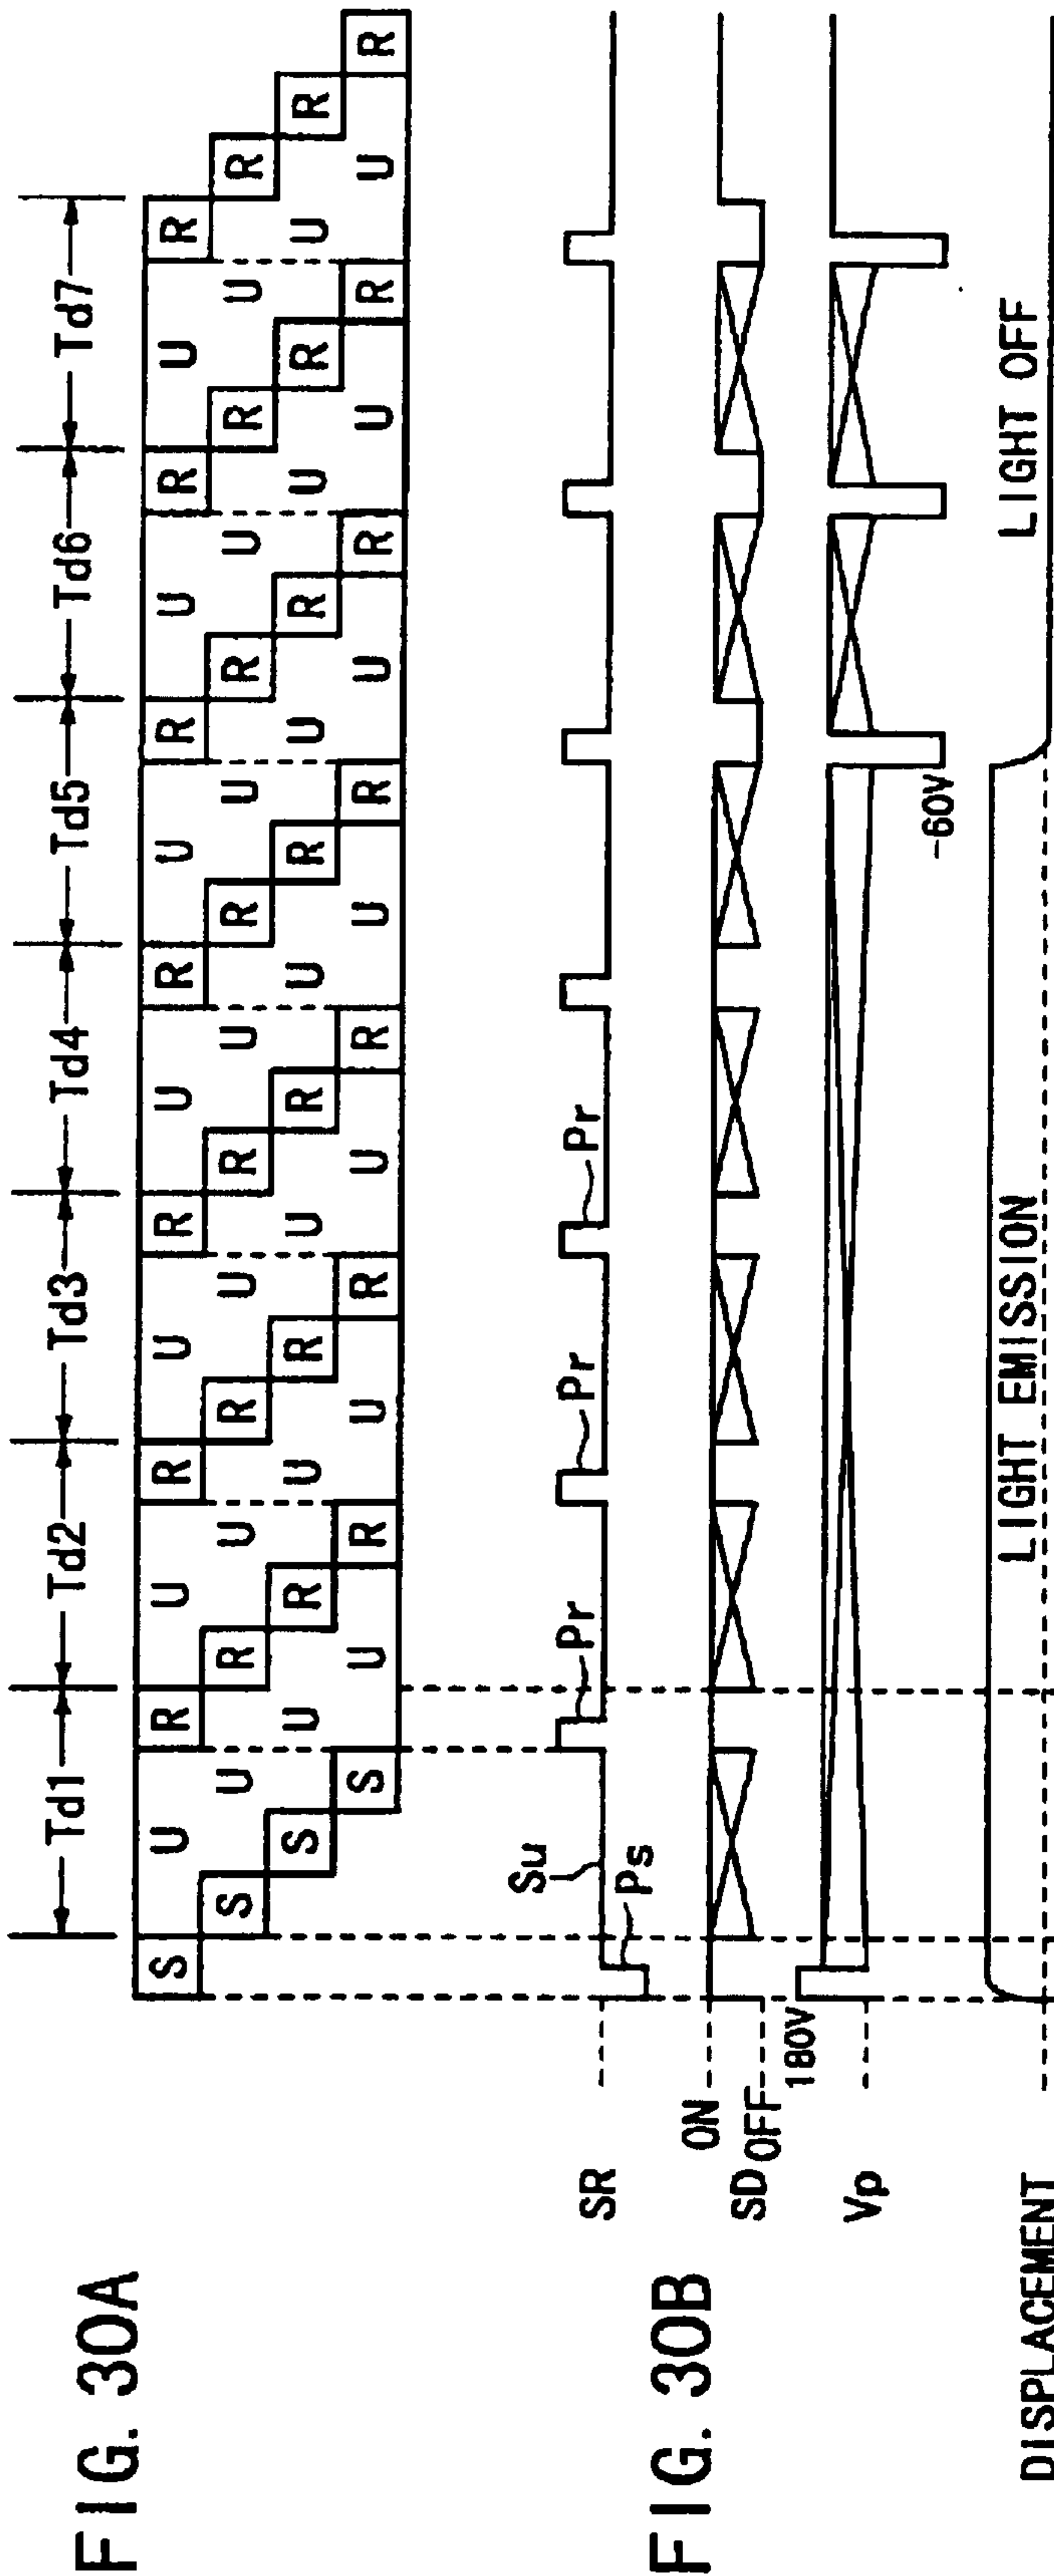 FIG. 30A
Td1 Td2 Td3 Td4 Td5 Td6 Td7
S U R U R U R U R U R U R U R
S U R U R U R U R U R U R U R
S U R U R U R U R U R U R U R
S U R U R U R U R U R U R U R
FIG. 30B
SR Su Ps Pr Pr Pr
SD ON
OFF
Vp 180V -60V
DISPLACEMENT LIGHT EMISSION LIGHT OFF